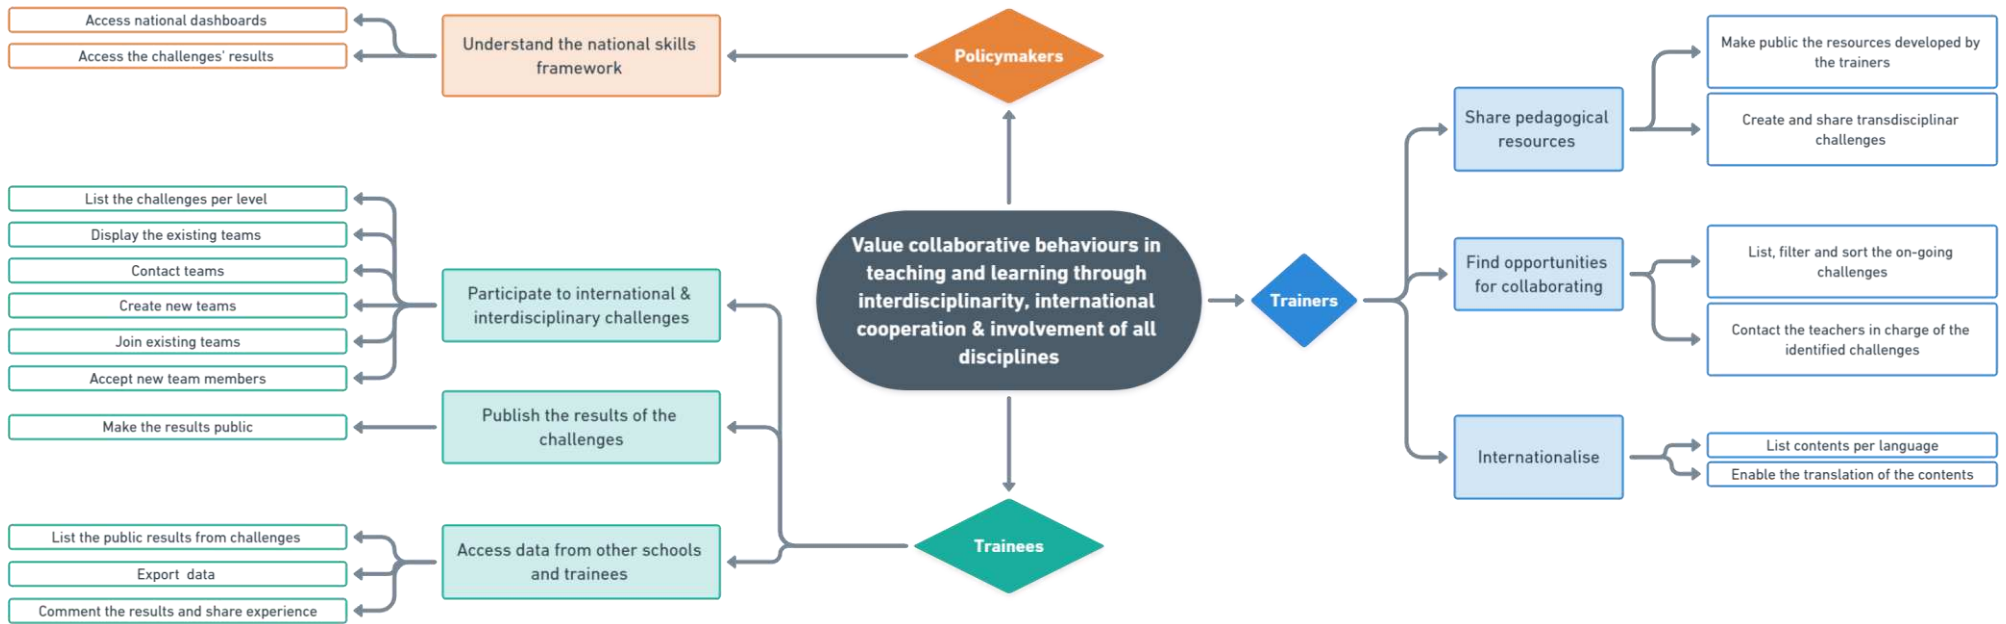 Access national dashboards
Access the challenges' results
Understand the national skills
framework
Policymakers
Make public the resources developed by
the trainers
Share pedagogical
resources
Create and share transdisciplinar
challenges
List the challenges per level
Display the existing teams
Contact teams
Create new teams
Join existing teams
Accept new team members
Participate to international &
interdisciplinary challenges
Value collaborative behaviours in
teaching and learning through
interdisciplinarity, international
cooperation & involvement of all
disciplines
Trainers
Find opportunities
for collaborating
List, filter and sort the on-going
challenges
Contact the teachers in charge of the
identified challenges
Make the results public
Publish the results of the
challenges
Internationalise
List contents per language
Enable the translation of the contents
List the public results from challenges
Export data
Comment the results and share experience
Access data from other schools
and trainees
Trainees